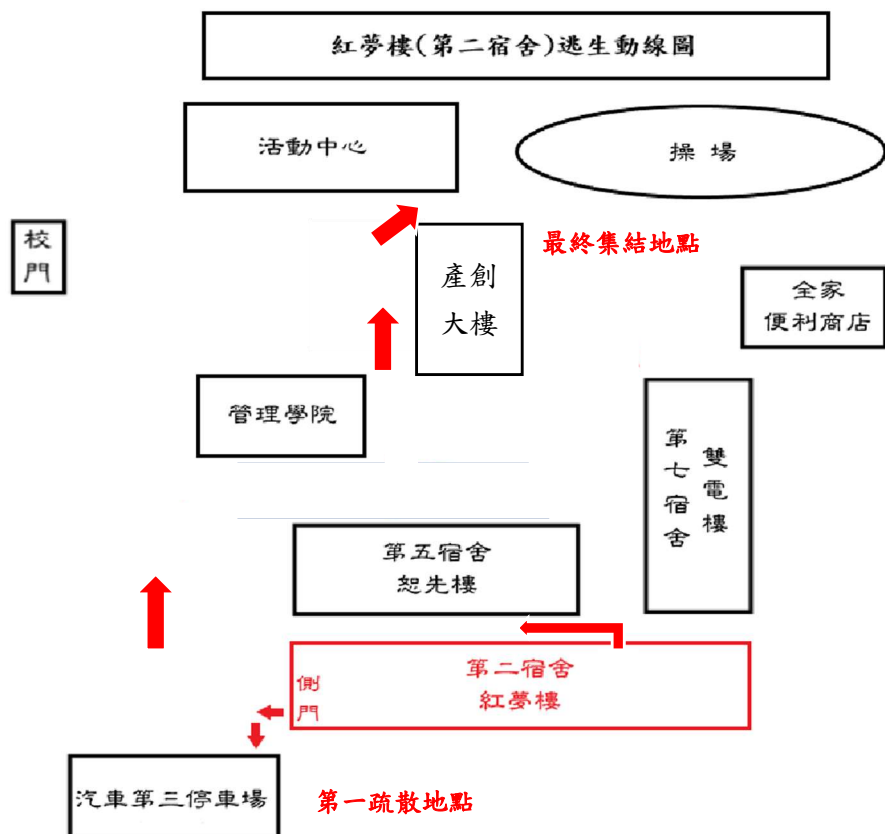 紅夢樓(第二宿舍)逃生動線圖
活動中心
操場
校門
最終集結地點
產創
大樓
全家
便利商店
管理學院
第七宿舍
雙電樓
第五宿舍
恕先樓
第二宿舍
紅夢樓
側門
汽車第三停車場
第一疏散地點